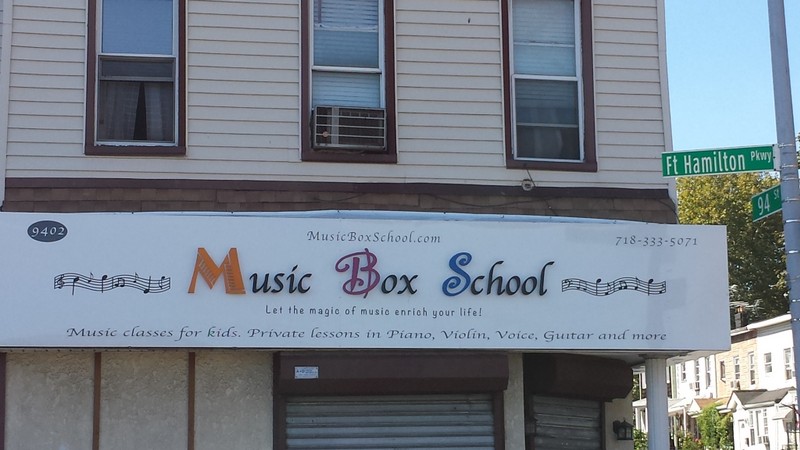 Ft Hamilton Pkwy
94 ST
9402
MusicBoxSchool.com
718-333-5071
Music Box School
Let the magic of music enrich your life!
Music classes for kids. Private lessons in Piano, Violin, Voice, Guitar and more